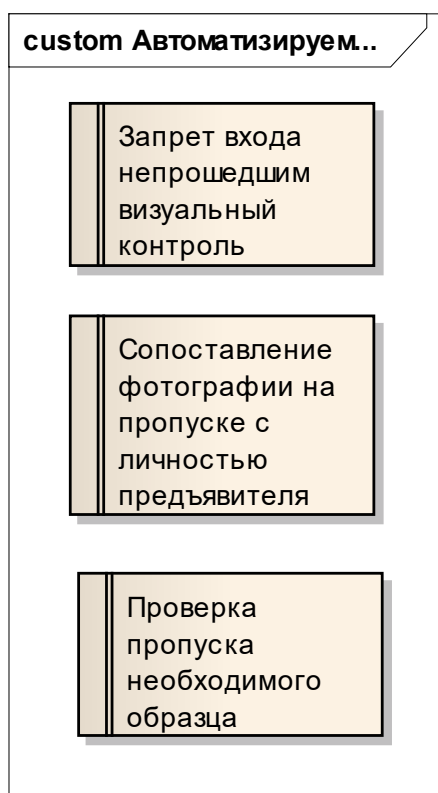 custom Автоматизируем...
Запрет входа
непрошедшим
визуальный
контроль
Сопоставление
фотографии на
пропуске с
личностью
предъявителя
Проверка
пропуска
необходимого
образца